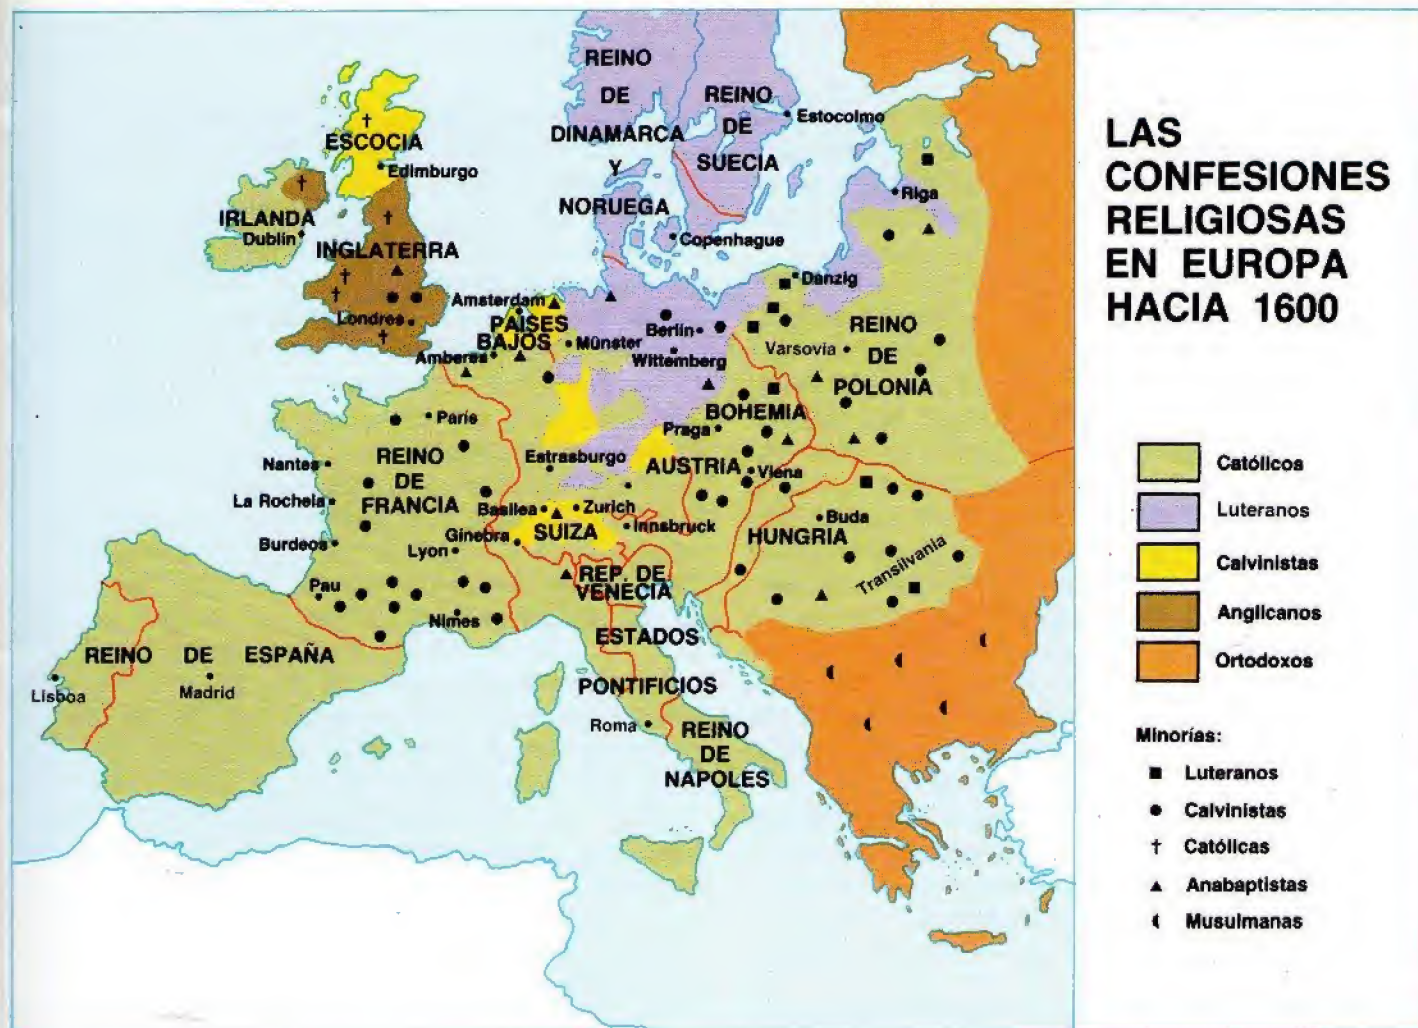 REINO
DE
DINAMARCA
Y
NORUEGA
REINO
DE
SUECIA
Estocolmo
ESCOCIA
Edimburgo
IRLANDA
Dublín
INGLATERRA
Londres
Riga
Copenhague
Danzig
Amsterdam
PAISES
BAJOS
Münster
Amberes
Berlín
Wittemberg
REINO
DE
POLONIA
Varsovia
BOHEMIA
Praga
París
Nantes
REINO
DE
FRANCIA
La Rochela
Burdeos
Lyon
Pau
Nimes
Estrasburgo
AUSTRIA
Viena
Basilea
Zurich
SUIZA
Ginebra
Innsbruck
Buda
HUNGRIA
Transilvania
REP. DE
VENECIA
ESTADOS
PONTIFICIOS
Roma
REINO
DE
NAPOLES
REINO DE ESPAÑA
Lisboa
Madrid
LAS
CONFESIONES
RELIGIOSAS
EN EUROPA
HACIA 1600
Católicos
Luteranos
Calvinistas
Anglicanos
Ortodoxos
Minorías:
Luteranos
Calvinistas
Católicas
Anabaptistas
Musulmanas